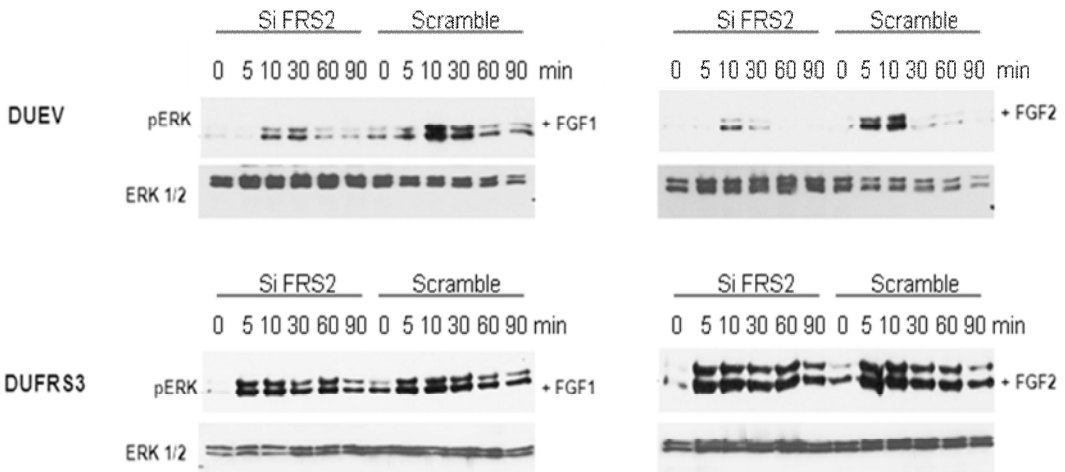 Si FRS2 Scramble Si FRS2 Scramble
0 5 10 30 60 90 0 5 10 30 60 90 min 0 5 10 30 60 90 0 5 10 30 60 90 min
DUEV pERK + FGF1 + FGF2
ERK 1/2
Si FRS2 Scramble Si FRS2 Scramble
0 5 10 30 60 90 0 5 10 30 60 90 min 0 5 10 30 60 90 0 5 10 30 60 90 min
DUFRS3 pERK + FGF1 + FGF2
ERK 1/2